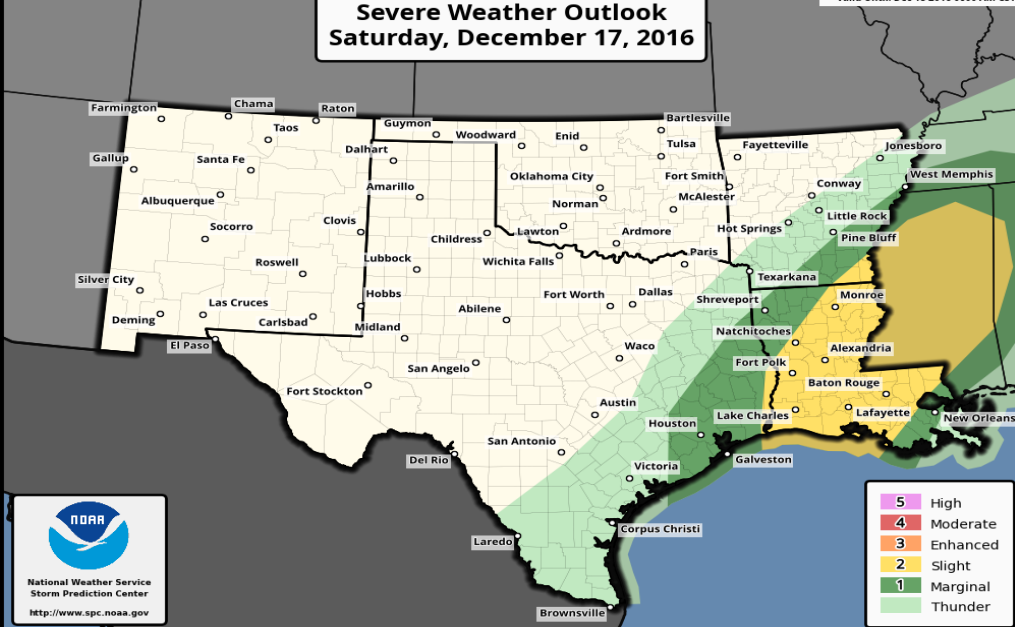 Severe Weather Outlook
Saturday, December 17, 2016
Farmington
Chama
Raton
Taos
Guymon
Woodward
Enid
Bartlesville
Gallup
Santa Fe
Dalhart
Tulsa
Fayetteville
Jonesboro
Albuquerque
Amarillo
Oklahoma City
Fort Smith
Conway
West Memphis
Norman
McAlester
Socorro
Clovis
Childress
Lawton
Ardmore
Hot Springs
Little Rock
Pine Bluff
Roswell
Lubbock
Wichita Falls
Paris
Texarkana
Silver City
Las Cruces
Hobbs
Abilene
Fort Worth
Dallas
Shreveport
Monroe
Deming
Carlsbad
Midland
Natchitoches
El Paso
San Angelo
Waco
Fort Polk
Alexandria
Fort Stockton
Austin
Baton Rouge
Houston
Lake Charles
Lafayette
New Orleans
Del Rio
San Antonio
Victoria
Galveston
Corpus Christi
Laredo
Brownsville
NOAA
National Weather Service
Storm Prediction Center
http://www.spc.noaa.gov
5 High
4 Moderate
3 Enhanced
2 Slight
1 Marginal
Thunder